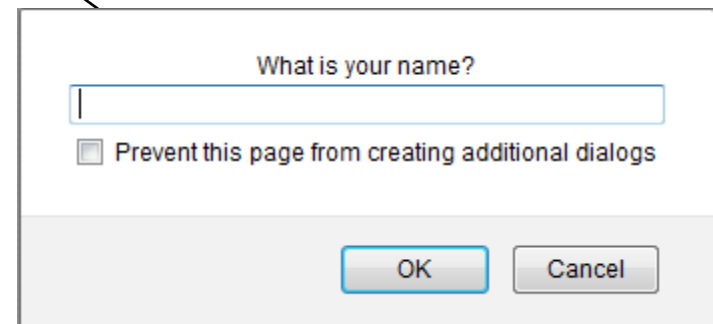 What is your name?
Prevent this page from creating additional dialogs
OK Cancel